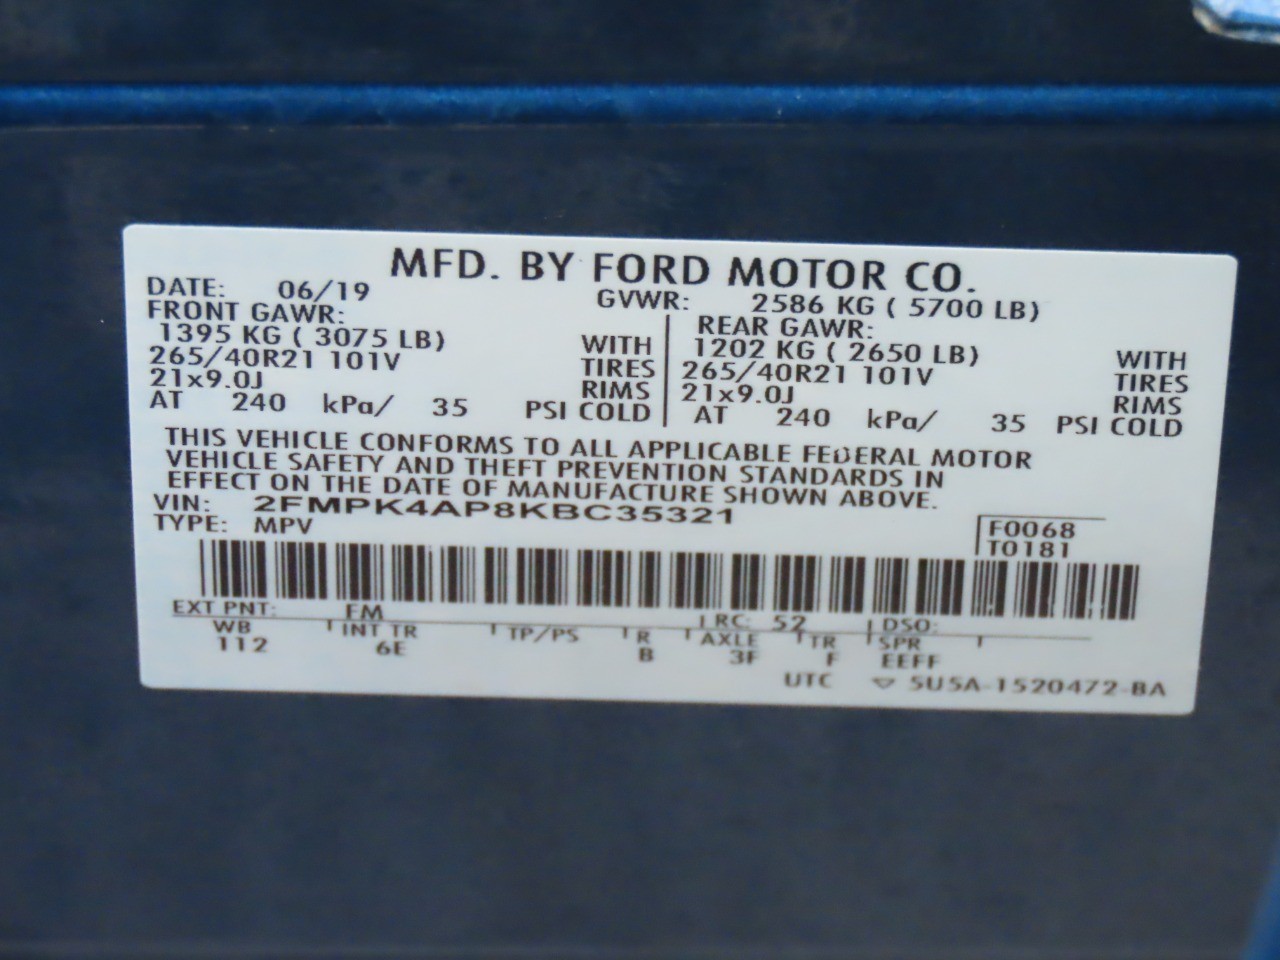 MFD. BY FORD MOTOR CO.
DATE: 06/19 GVWR: 2586 KG ( 5700 LB)
FRONT GAWR:
1395 KG ( 3075 LB) WITH
265/40R21 101V TIRES
21x9.0J RIMS
AT 240 kPa/ 35 PSI COLD
REAR GAWR:
1202 KG ( 2650 LB) WITH
265/40R21 101V TIRES
21x9.0J RIMS
AT 240 kPa/ 35 PSI COLD
THIS VEHICLE CONFORMS TO ALL APPLICABLE FEDERAL MOTOR
VEHICLE SAFETY AND THEFT PREVENTION STANDARDS IN
EFFECT ON THE DATE OF MANUFACTURE SHOWN ABOVE.
VIN: 2FMPK4AP8KBC35321
TYPE: MPV
F0068
T0181
EXT PNT: FM RC: 52 DSO:
WB INT TR TP/PS R AXLE TR SPR
112 6E B 3F F EEFF
UTC 5U5A-1520472-BA